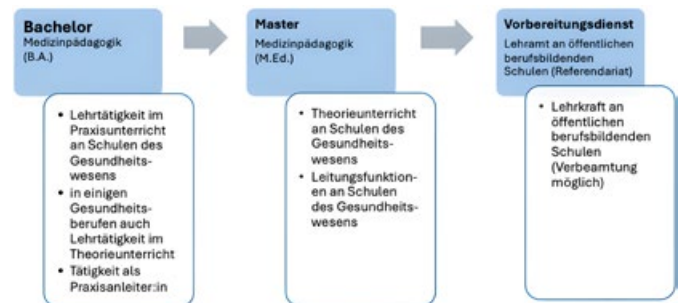 Bachelor
Medizinpädagogik
(B.A.)
• Lehrtätigkeit im
Praxisunterricht
an Schulen des
Gesundheits-
wesens
• in einigen
Gesundheits-
berufen auch
Lehrtätigkeit im
Theorieunterricht
• Tätigkeit als
Praxisanleiter:in
Master
Medizinpädagogik
(M.Ed.)
• Theorieunterricht
an Schulen des
Gesundheits-
wesens
• Leitungsfunktion-
en an Schulen
des Gesundheits-
wesens
Vorbereitungsdienst
Lehramt an öffentlichen
berufsbildenden
Schulen (Referendariat)
• Lehrkraft an
öffentlichen
berufsbildenden
Schulen
(Verbeamtung
möglich)